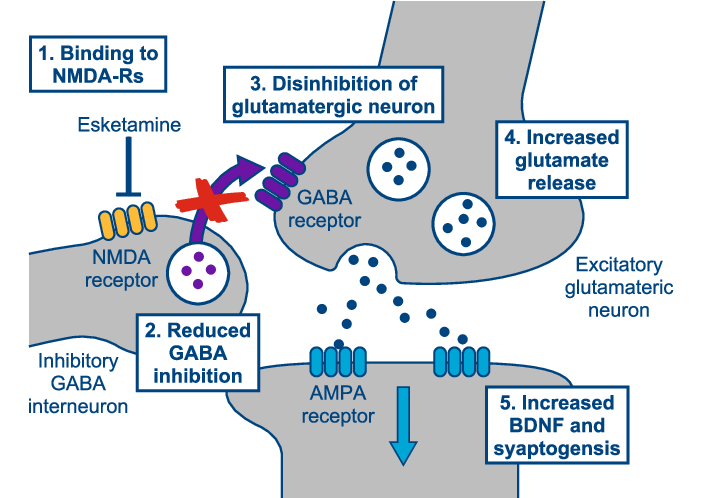 1. Binding to
NMDA-Rs
Esketamine
3. Disinhibition of
glutamatergic neuron
4. Increased
glutamate
release
GABA
receptor
NMDA
receptor
Excitatory
glutamateric
neuron
2. Reduced
GABA
inhibition
Inhibitory
GABA
interneuron
AMPA
receptor
5. Increased
BDNF and
syaptogensis